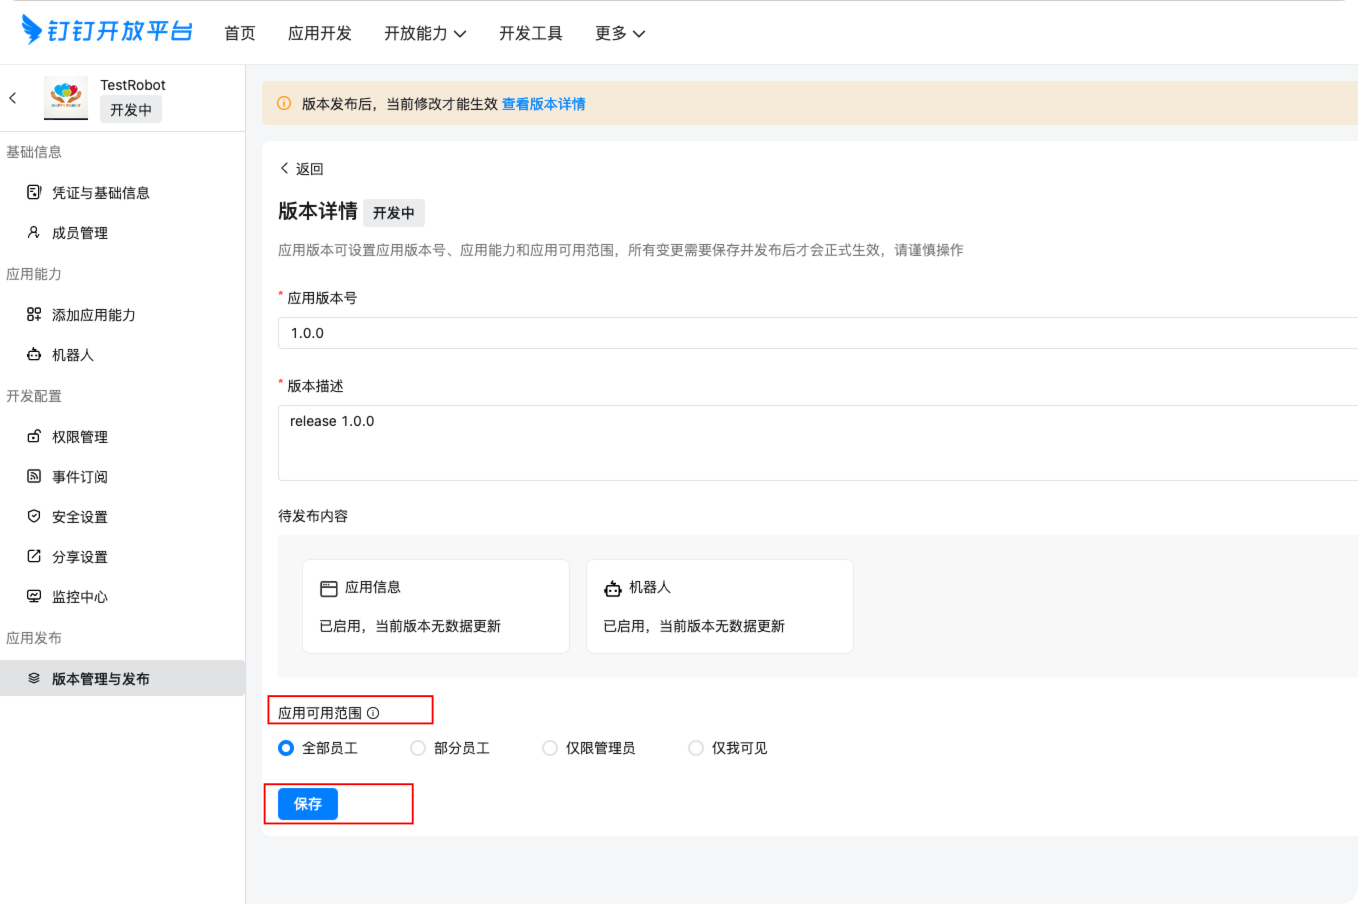 钉钉开放平台
首页
应用开发
开放能力
开发工具
更多
TestRobot
开发中
基础信息
凭证与基础信息
成员管理
应用能力
添加应用能力
机器人
开发配置
权限管理
事件订阅
安全设置
分享设置
监控中心
应用发布
版本管理与发布
版本发布后，当前修改才能生效 查看版本详情
返回
版本详情 开发中
应用版本可设置应用版本号、应用能力和应用可用范围，所有变更需要保存并发布后才会正式生效，请谨慎操作
* 应用版本号
1.0.0
* 版本描述
release 1.0.0
待发布内容
应用信息
已启用，当前版本无数据更新
机器人
已启用，当前版本无数据更新
应用可用范围
全部员工
部分员工
仅限管理员
仅我可见
保存